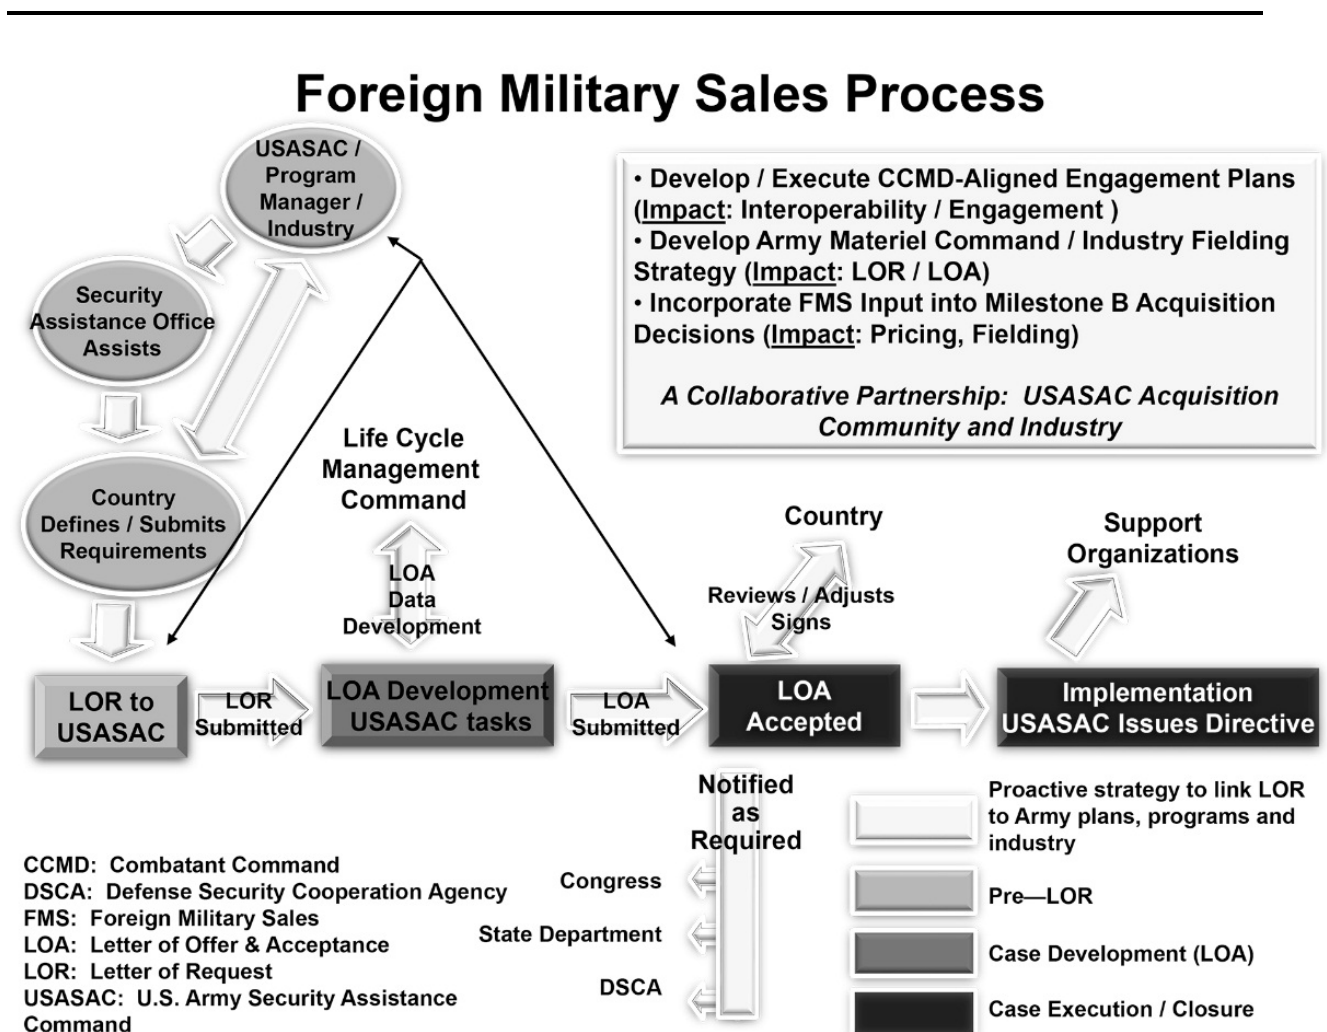 Foreign Military Sales Process
USASAC /
Program
Manager /
Industry
• Develop / Execute CCMD-Aligned Engagement Plans
(Impact: Interoperability / Engagement )
• Develop Army Materiel Command / Industry Fielding
Strategy (Impact: LOR / LOA)
• Incorporate FMS Input into Milestone B Acquisition
Decisions (Impact: Pricing, Fielding)
A Collaborative Partnership: USASAC Acquisition
Community and Industry
Security
Assistance Office
Assists
Country
Defines / Submits
Requirements
Life Cycle
Management
Command
LOA
Data
Development
Country
Reviews / Adjusts
Signs
Support
Organizations
LOR to
USASAC
LOR
Submitted
LOA Development
USASAC tasks
LOA
Submitted
LOA
Accepted
Implementation
USASAC Issues Directive
Notified
as
Required
Congress
State Department
DSCA
CCMD: Combatant Command
DSCA: Defense Security Cooperation Agency
FMS: Foreign Military Sales
LOA: Letter of Offer & Acceptance
LOR: Letter of Request
USASAC: U.S. Army Security Assistance
Command
Proactive strategy to link LOR
to Army plans, programs and
industry
Pre—LOR
Case Development (LOA)
Case Execution / Closure